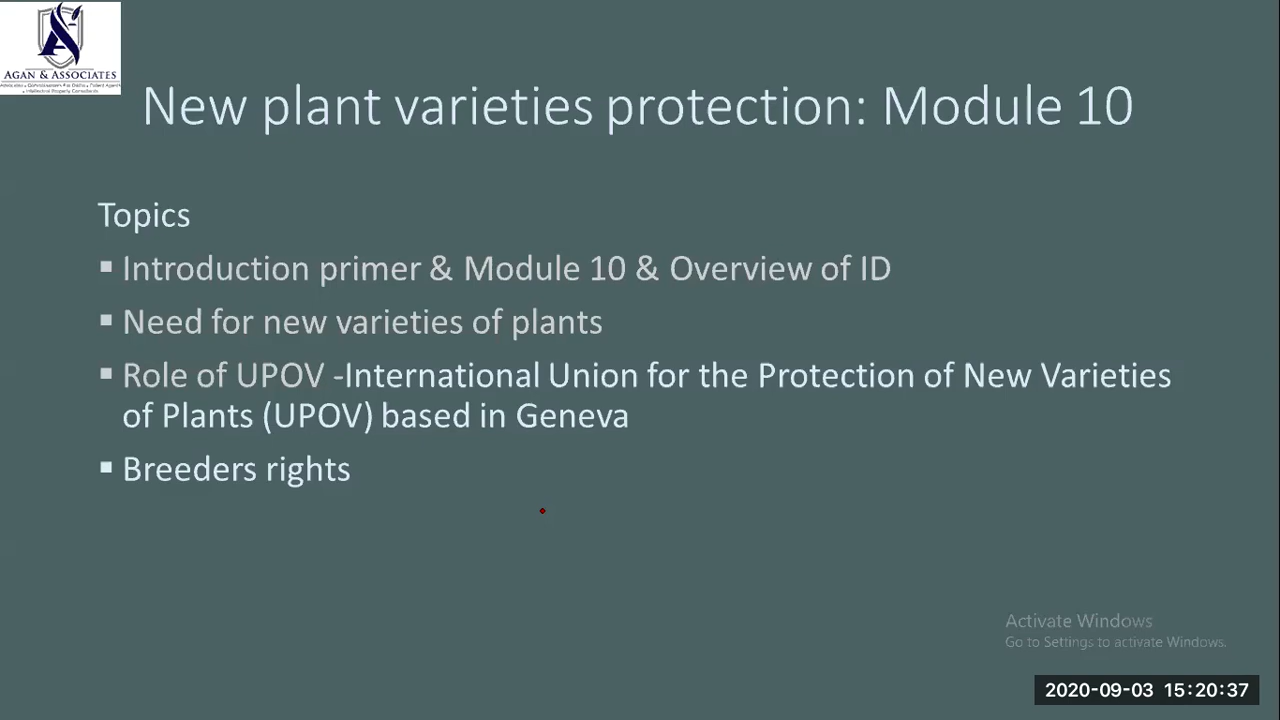 AGAN & ASSOCIATES
New plant varieties protection: Module 10
Topics
▪ Introduction primer & Module 10 & Overview of ID
▪ Need for new varieties of plants
▪ Role of UPOV -International Union for the Protection of New Varieties
of Plants (UPOV) based in Geneva
▪ Breeders rights
Activate Windows
Go to Settings to activate Windows.
2020-09-03 15:20:37